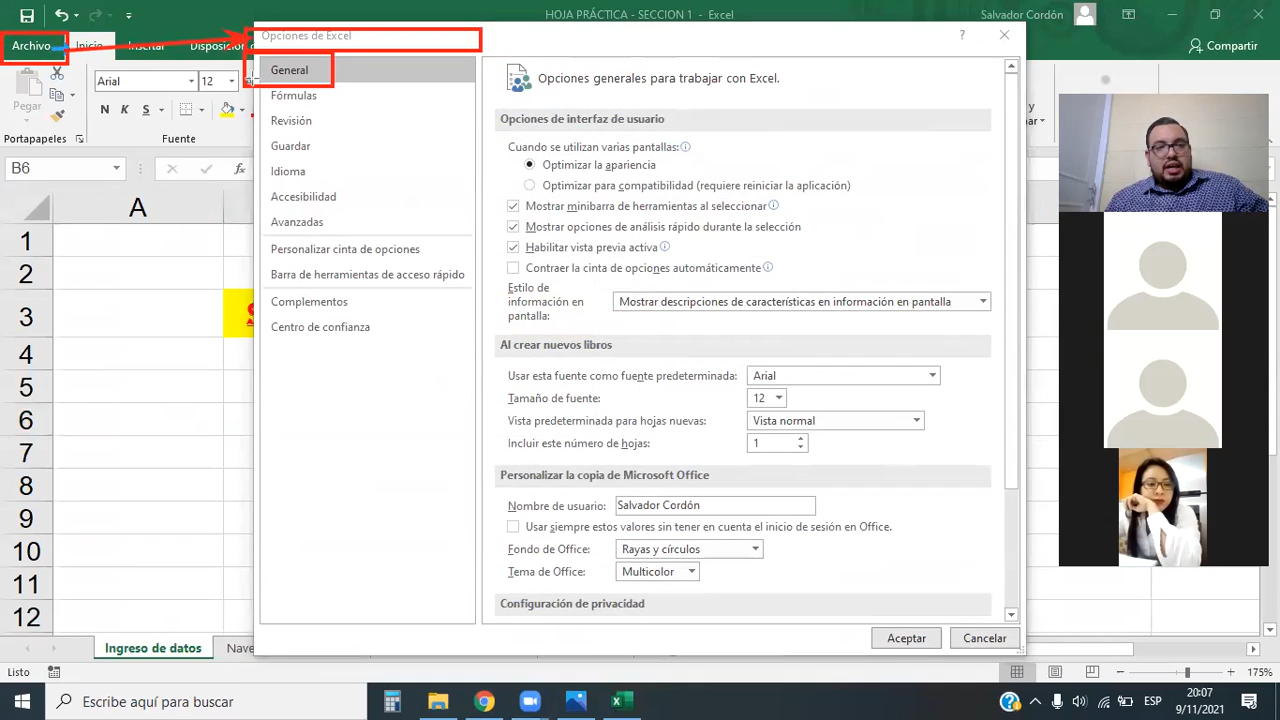 HOJA PRÁCTICA - SECCION 1 - Excel
Salvador Cordón
Archivo
Inicio
Insertar
Disposición
Compartir
Pegar
Portapapeles
Arial
12
N K S
Fuente
B6
fx
A
1
2
3
4
5
6
7
8
9
10
11
12
Opciones de Excel
?
General
Fórmulas
Revisión
Guardar
Idioma
Accesibilidad
Avanzadas
Personalizar cinta de opciones
Barra de herramientas de acceso rápido
Complementos
Centro de confianza
Opciones generales para trabajar con Excel.
Opciones de interfaz de usuario
Cuando se utilizan varias pantallas:
Optimizar la apariencia
Optimizar para compatibilidad (requiere reiniciar la aplicación)
Mostrar minibarra de herramientas al seleccionar
Mostrar opciones de análisis rápido durante la selección
Habilitar vista previa activa
Contraer la cinta de opciones automáticamente
Estilo de
información en
pantalla:
Mostrar descripciones de características en información en pantalla
Al crear nuevos libros
Usar esta fuente como fuente predeterminada: Arial
Tamaño de fuente: 12
Vista predeterminada para hojas nuevas: Vista normal
Incluir este número de hojas: 1
Personalizar la copia de Microsoft Office
Nombre de usuario: Salvador Cordón
Usar siempre estos valores sin tener en cuenta el inicio de sesión en Office.
Fondo de Office: Rayas y círculos
Tema de Office: Multicolor
Configuración de privacidad
Aceptar
Cancelar
Ingreso de datos
Nave
Listo
175%
Escribe aquí para buscar
ESP
20:07
9/11/2021